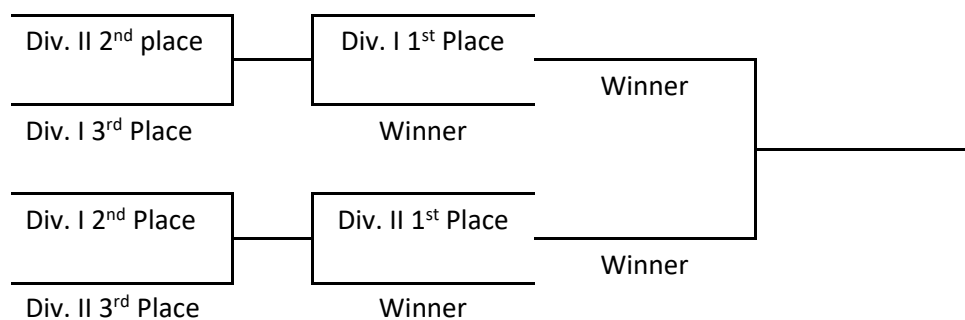 Div. II 2nd place
Div. I 1st Place
Winner
Div. I 3rd Place
Winner
Div. I 2nd Place
Div. II 1st Place
Winner
Div. II 3rd Place
Winner